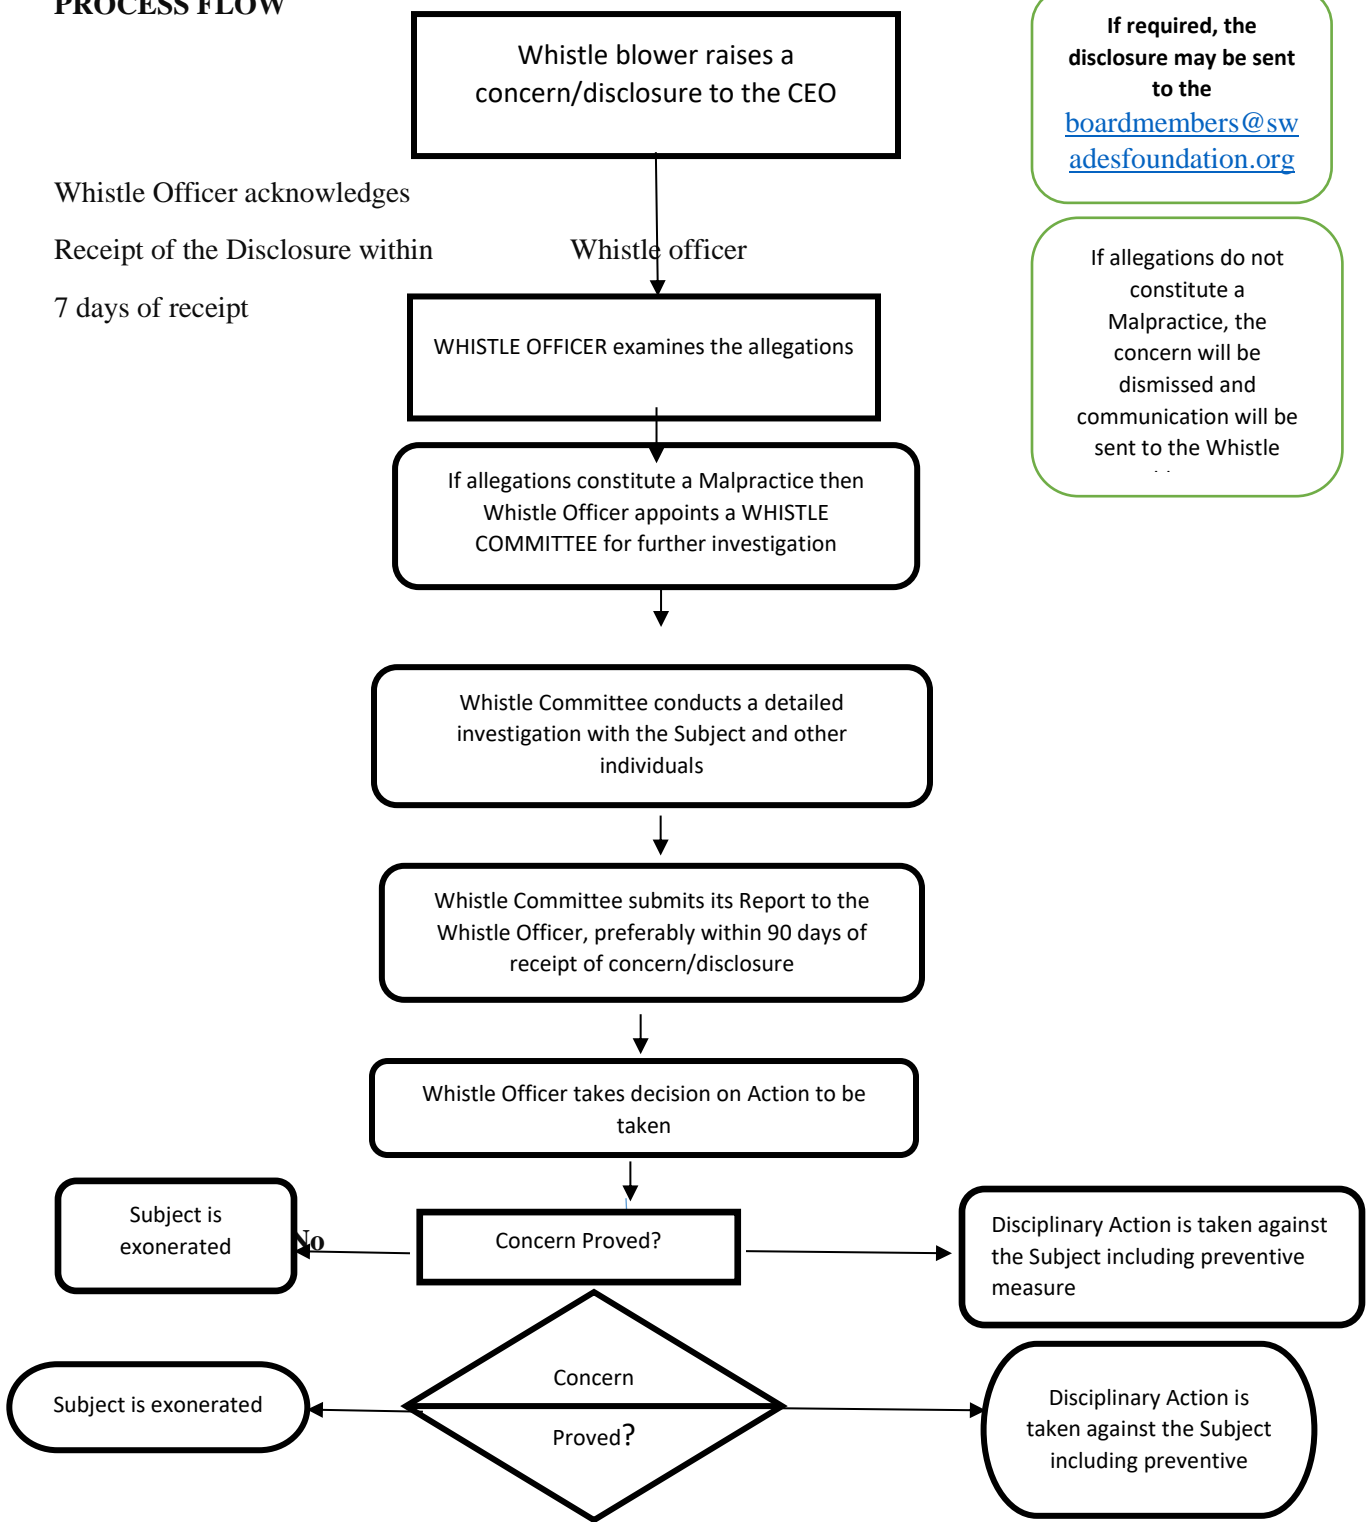 PROCESS FLOW
Whistle blower raises a
concern/disclosure to the CEO
If required, the
disclosure may be sent
to the
boardmembers@sw
adesfoundation.org
Whistle Officer acknowledges
Receipt of the Disclosure within
Whistle officer
7 days of receipt
If allegations do not
constitute a
Malpractice, the
concern will be
dismissed and
communication will be
sent to the Whistle
WHISTLE OFFICER examines the allegations
If allegations constitute a Malpractice then
Whistle Officer appoints a WHISTLE
COMMITTEE for further investigation
Whistle Committee conducts a detailed
investigation with the Subject and other
individuals
Whistle Committee submits its Report to the
Whistle Officer, preferably within 90 days of
receipt of concern/disclosure
Whistle Officer takes decision on Action to be
taken
Subject is
exonerated
No
Concern Proved?
Disciplinary Action is taken against
the Subject including preventive
measure
Subject is exonerated
Concern
Proved?
Disciplinary Action is
taken against the Subject
including preventive